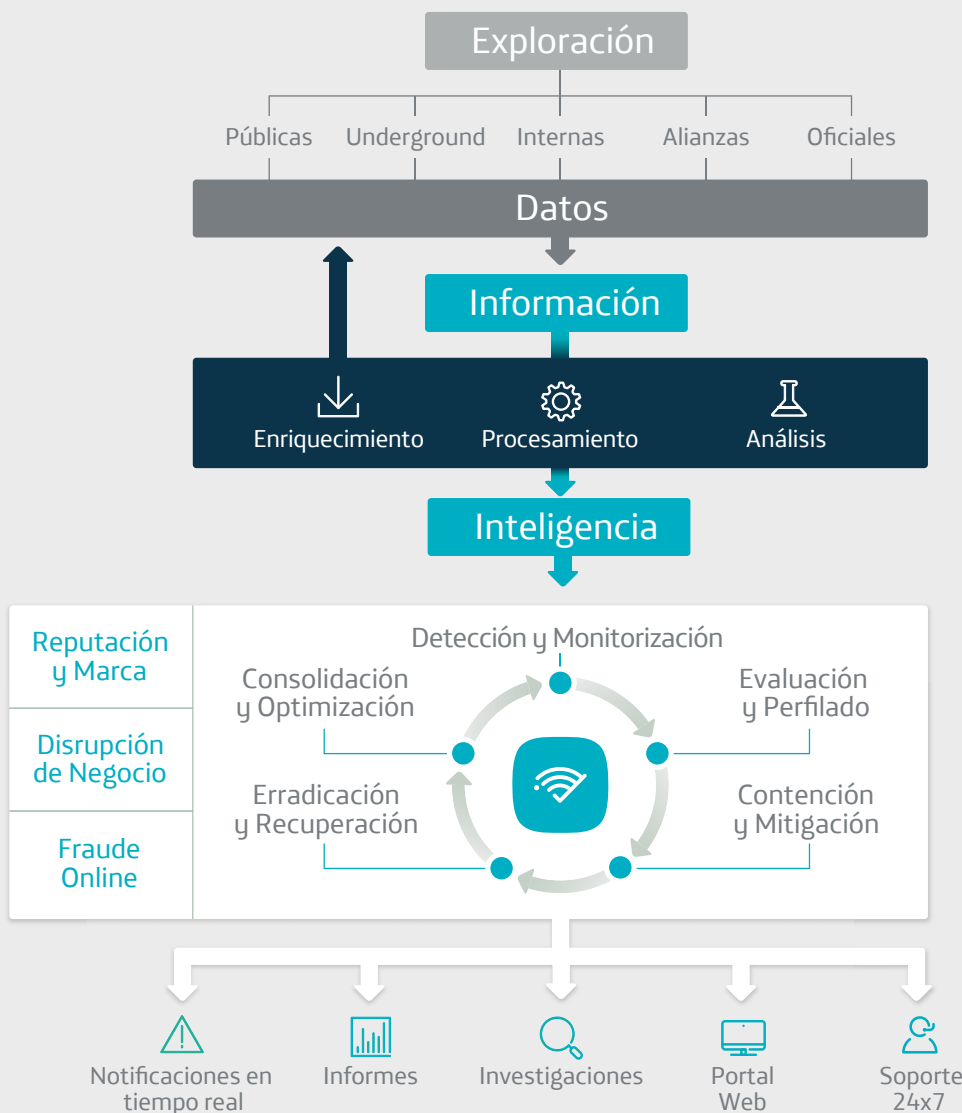 Exploración
Públicas
Underground
Internas
Alianzas
Oficiales
Datos
Información
Enriquecimiento
Procesamiento
Análisis
Inteligencia
Reputación
y Marca
Disrupción
de Negocio
Fraude
Online
Detección y Monitorización
Consolidación
y Optimización
Evaluación
y Perfilado
Erradicación
y Recuperación
Contención
y Mitigación
Notificaciones en
tiempo real
Informes
Investigaciones
Portal
Web
Soporte
24x7